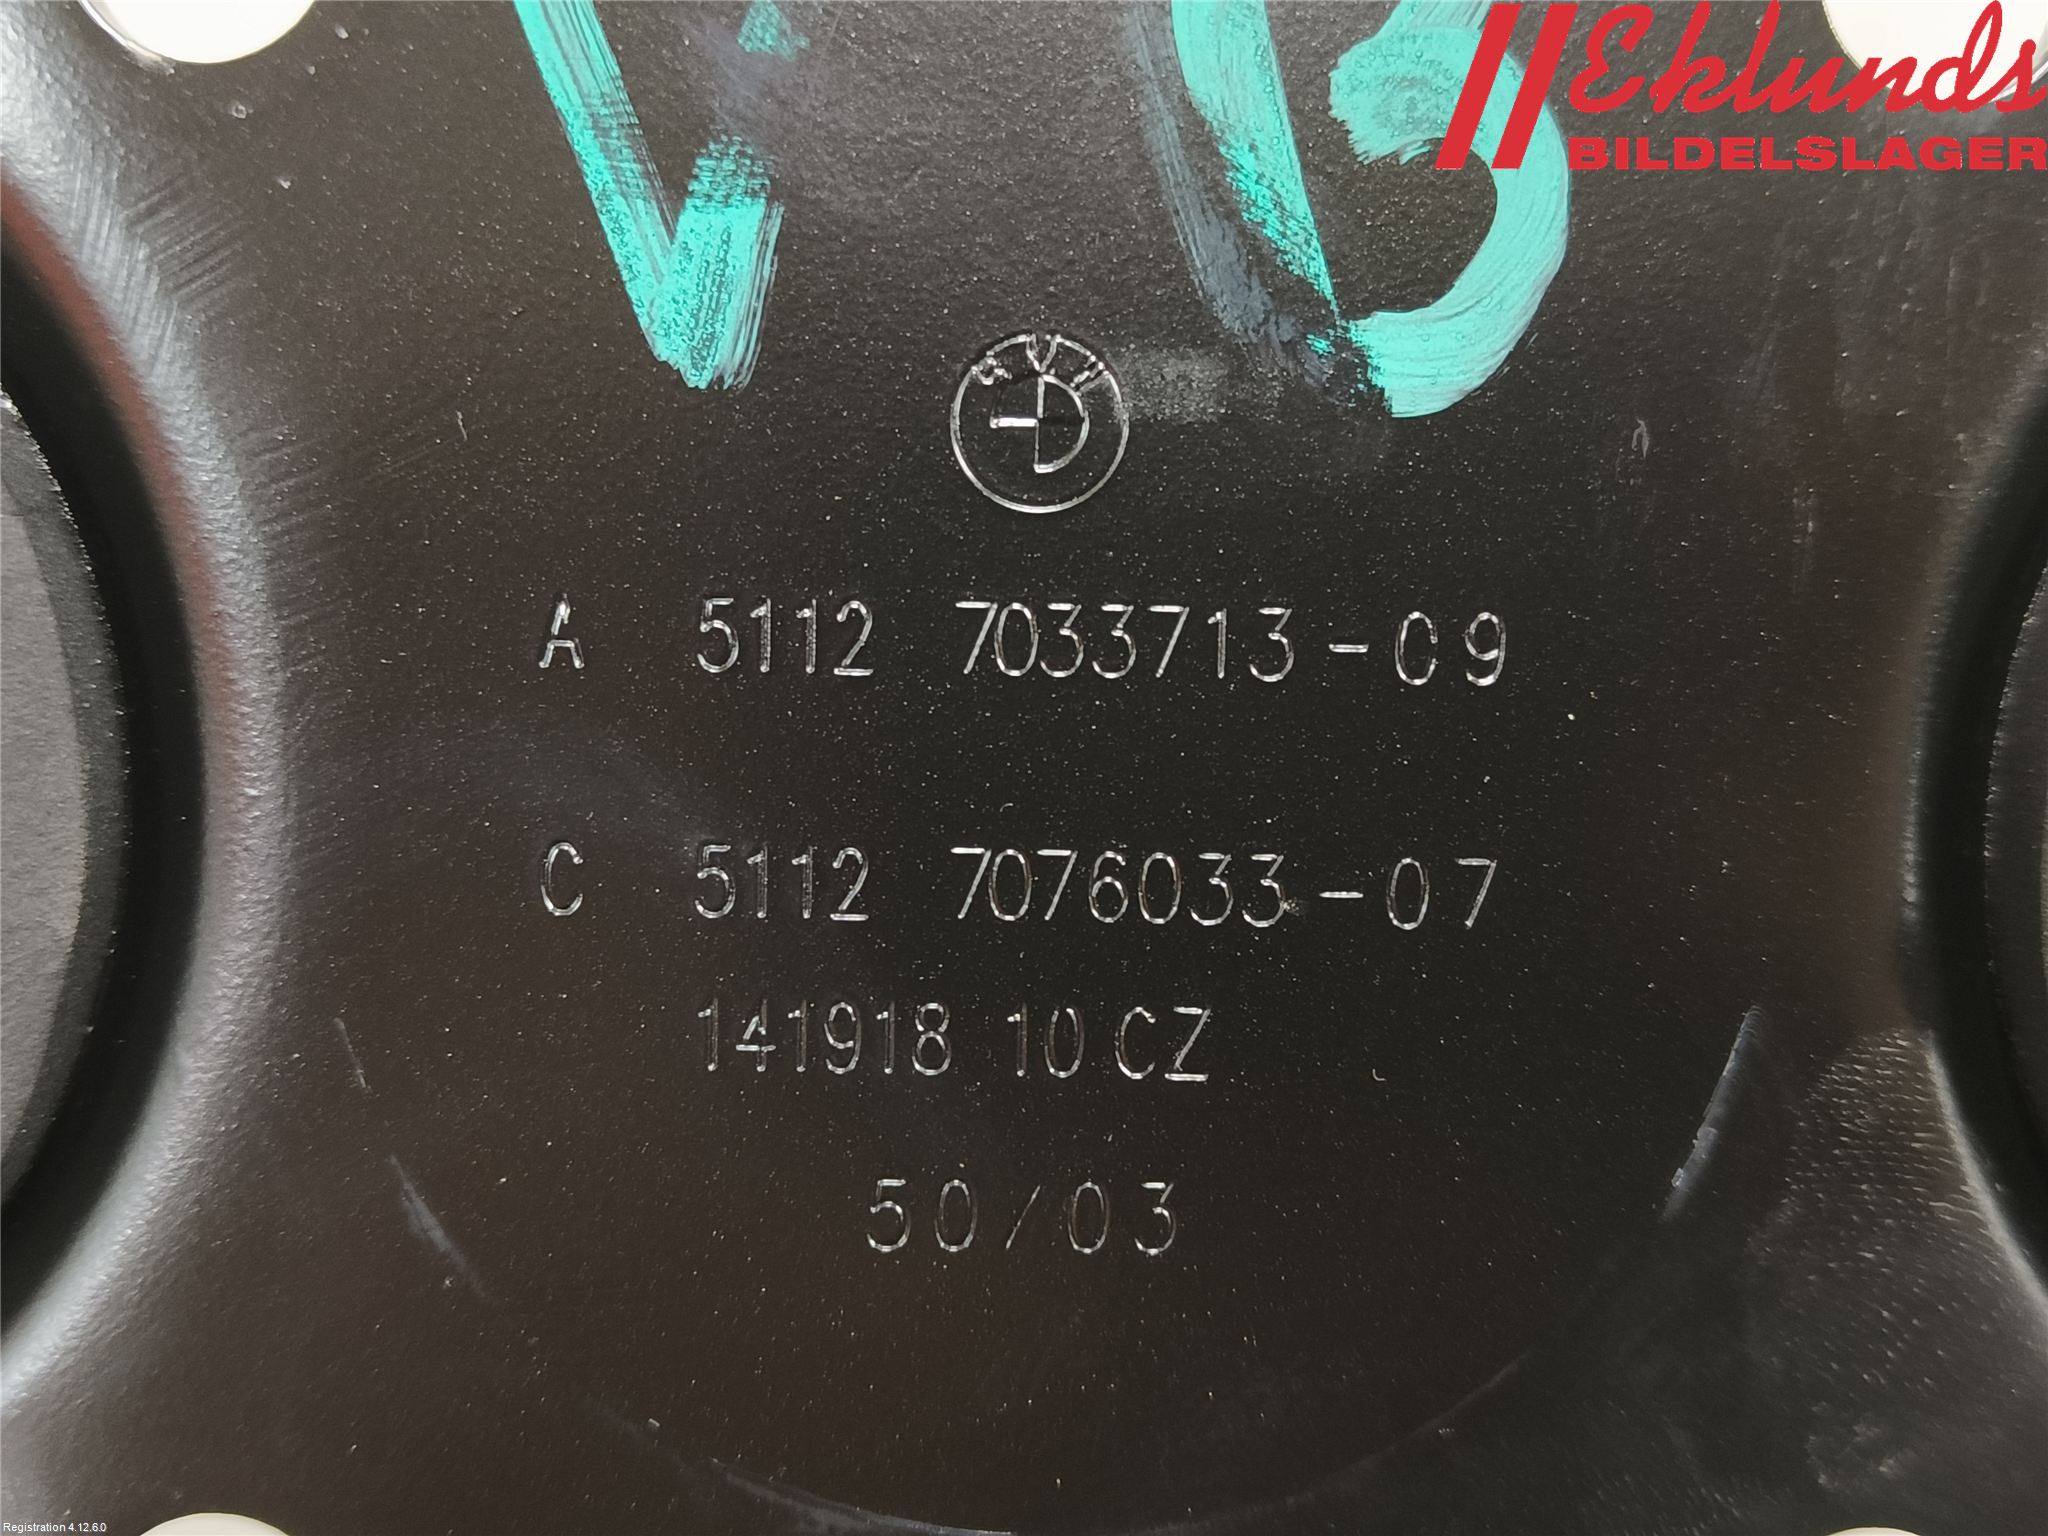 Eklunds
BILDELSLAGER
A 5112 7033713-09
C 5112 7076033-07
141918 10 CZ
50/03
Registration 4.12.6.0